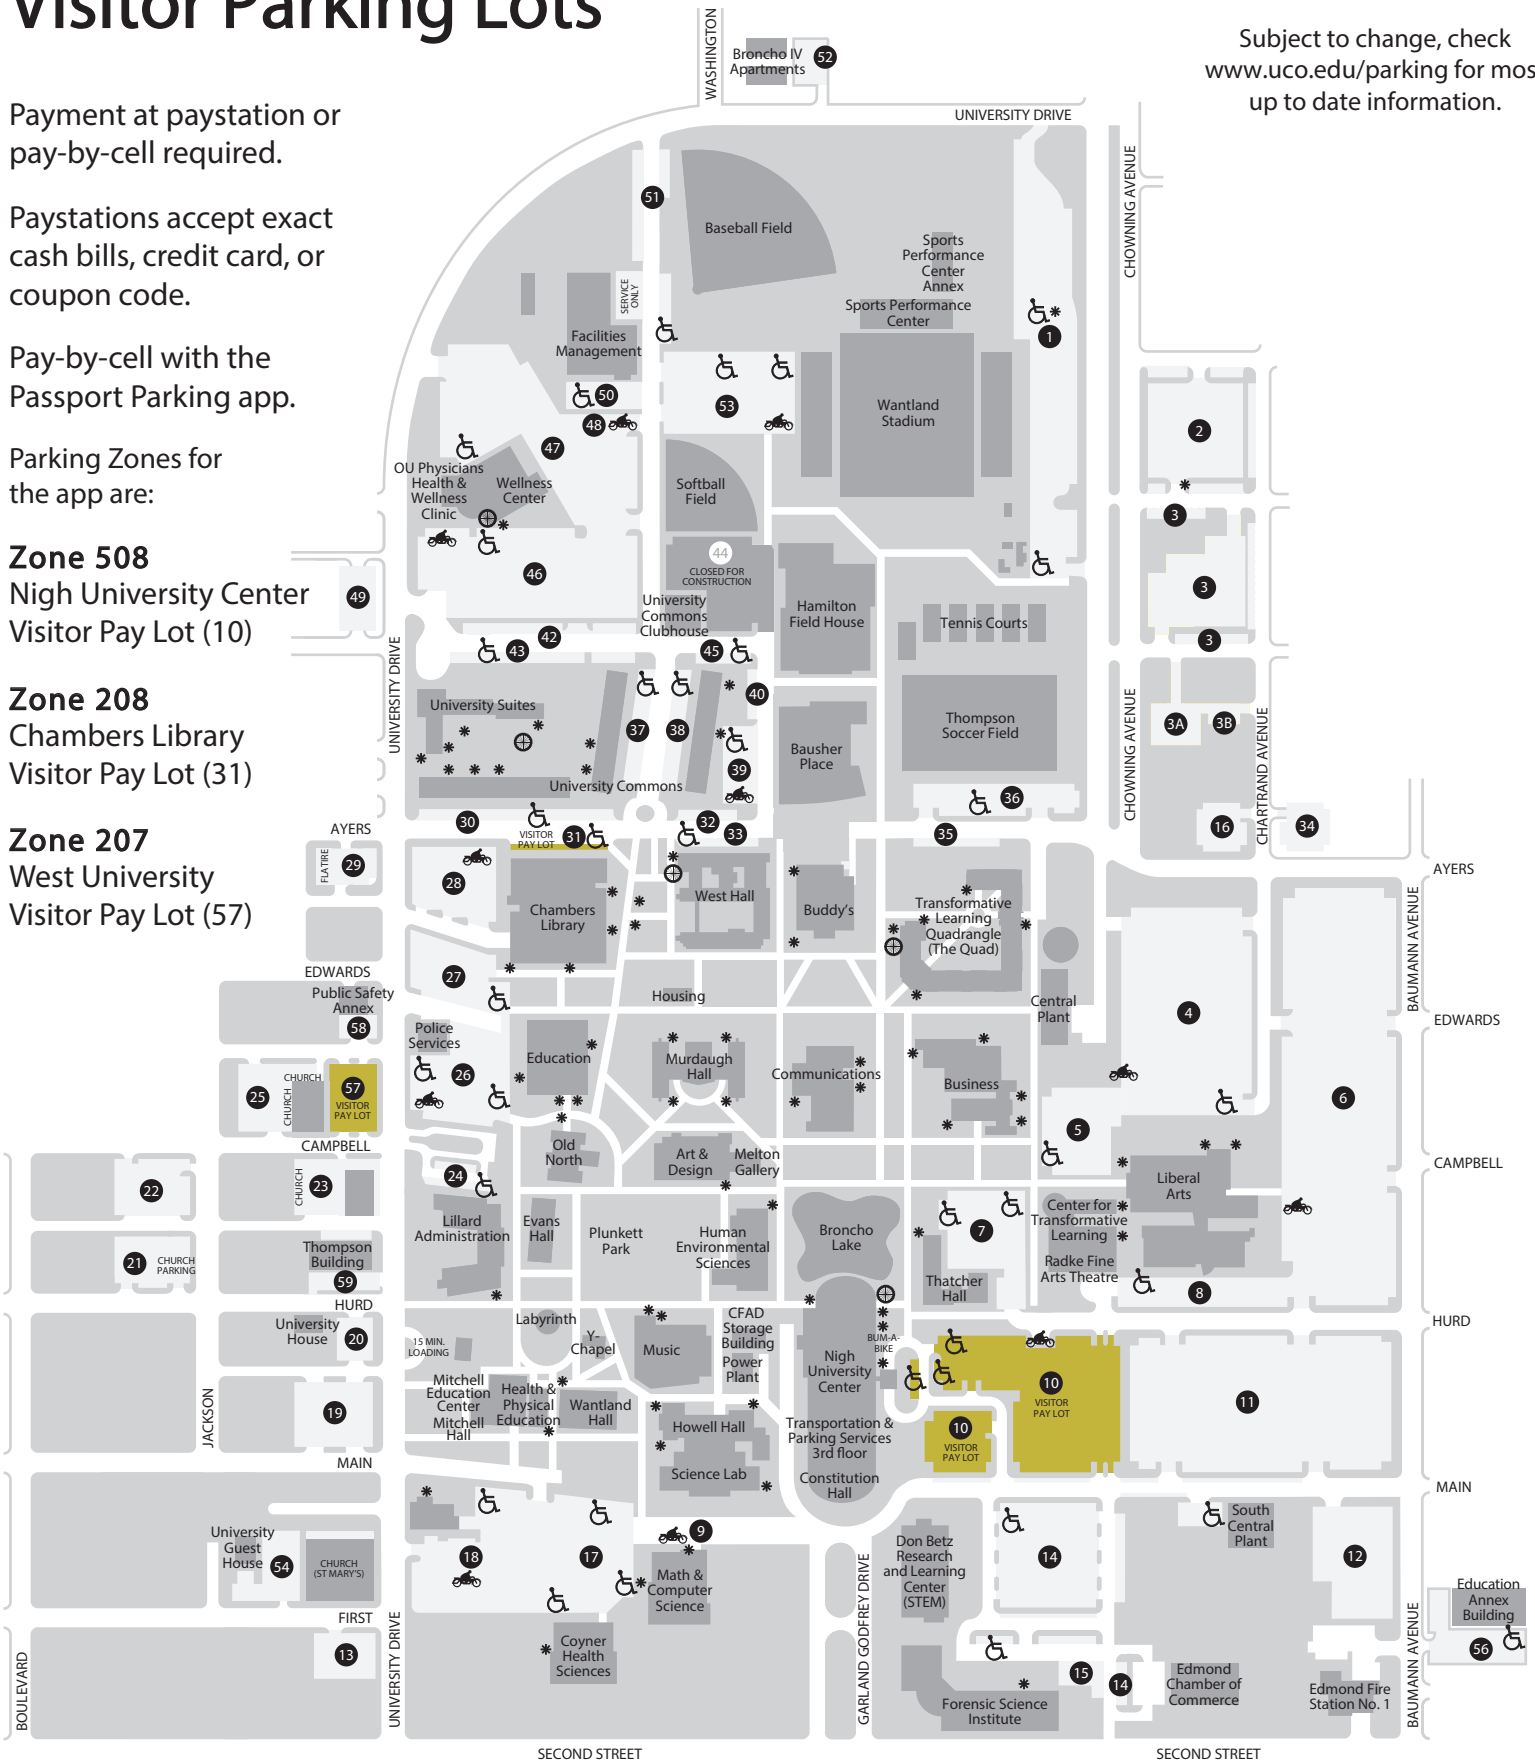 Visitor Parking Lots
Subject to change, check
www.uco.edu/parking for mos
up to date information.
Payment at paystation or
pay-by-cell required.
Paystations accept exact
cash bills, credit card, or
coupon code.
Pay-by-cell with the
Passport Parking app.
Parking Zones for
the app are:
Zone 508
Nigh University Center
Visitor Pay Lot (10)
Zone 208
Chambers Library
Visitor Pay Lot (31)
Zone 207
West University
Visitor Pay Lot (57)
WASHINGTON
Broncho IV
Apartments
52
UNIVERSITY DRIVE
CHOWNING AVENUE
51
Baseball Field
Sports
Performance
Center
Annex
Sports Performance
Center
1
SERVICE
ONLY
Facilities
Management
50
53
48
47
Wantland
Stadium
2
OU Physicians
Health &
Wellness
Clinic
Wellness
Center
Softball
Field
3
44
CLOSED FOR
CONSTRUCTION
46
49
3
University
Commons
Clubhouse
Hamilton
Field House
Tennis Courts
42
43
45
3
UNIVERSITY DRIVE
University Suites
40
37
38
39
Bausher
Place
Thompson
Soccer Field
CHOWNING AVENUE
3A
3B
CHARTRAND AVENUE
University Commons
36
30
VISITOR
PAY LOT
31
32
33
35
16
34
AYERS
FLATIRE
29
28
Chambers
Library
West Hall
Buddy's
Transformative
Learning
Quadrangle
(The Quad)
AYERS
BAUMANN AVENUE
EDWARDS
27
Public Safety
Annex
58
Housing
Central
Plant
4
EDWARDS
Police
Services
26
Education
Murdaugh
Hall
Communications
Business
25
CHURCH
CHURCH
57
VISITOR
PAY LOT
6
5
CAMPBELL
Old
North
Art &
Design
Melton
Gallery
24
22
CHURCH
23
Liberal
Arts
CAMPBELL
Lillard
Administration
Evans
Hall
Plunkett
Park
Human
Environmental
Sciences
Broncho
Lake
7
Center for
Transformative
Learning
Radke Fine
Arts Theatre
21
CHURCH
PARKING
Thompson
Building
59
Thatcher
Hall
8
HURD
University
House
20
15 MIN.
LOADING
Labyrinth
Y-
Chapel
Music
CFAD
Storage
Building
Power
Plant
BUM-A-
BIKE
Nigh
University
Center
HURD
10
VISITOR
PAY LOT
11
JACKSON
19
Mitchell
Education
Center
Mitchell
Hall
Health &
Physical
Education
Wantland
Hall
Howell Hall
Transportation &
Parking Services
3rd floor
10
VISITOR
PAY LOT
MAIN
Science Lab
Constitution
Hall
MAIN
University
Guest
House
54
CHURCH
(ST MARY'S)
18
17
9
Math &
Computer
Science
Don Betz
Research
and Learning
Center
(STEM)
14
South
Central
Plant
12
Education
Annex
Building
56
FIRST
13
BOULEVARD
UNIVERSITY DRIVE
Coyner
Health
Sciences
GARLAND GODFREY DRIVE
15
14
Forensic Science
Institute
Edmond
Chamber of
Commerce
Edmond Fire
Station No. 1
BAUMANN AVENUE
SECOND STREET
SECOND STREET